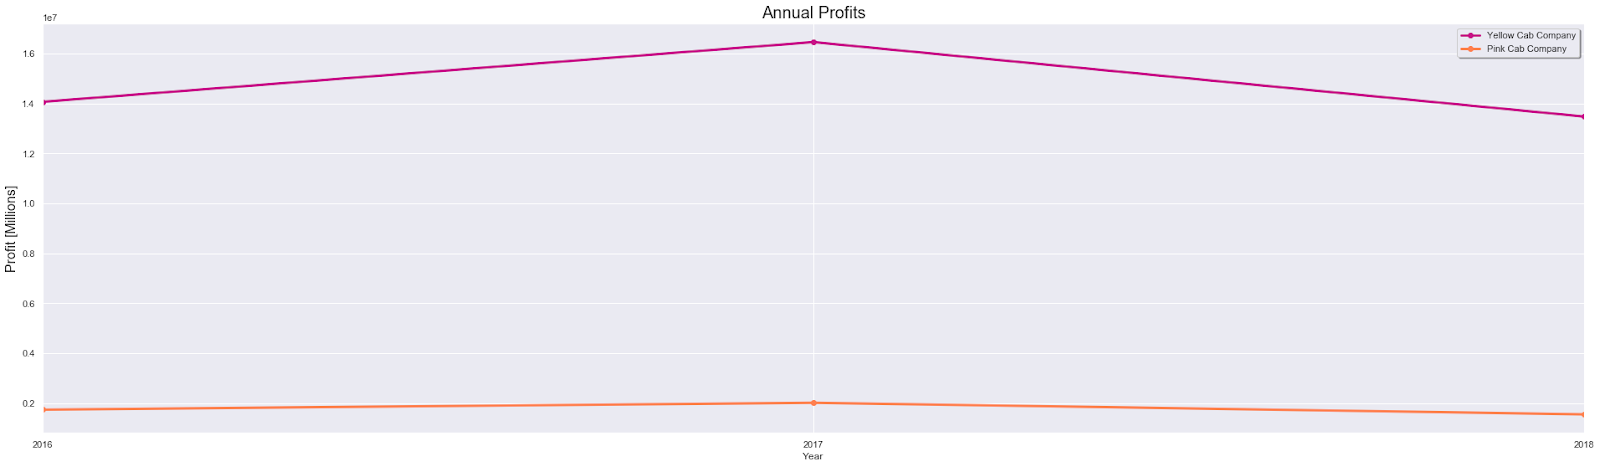 Annual Profits
1e7
Yellow Cab Company
Pink Cab Company
1.6
1.4
1.2
1.0
0.8
0.6
0.4
0.2
Profit [Millions]
2016
2017
2018
Year